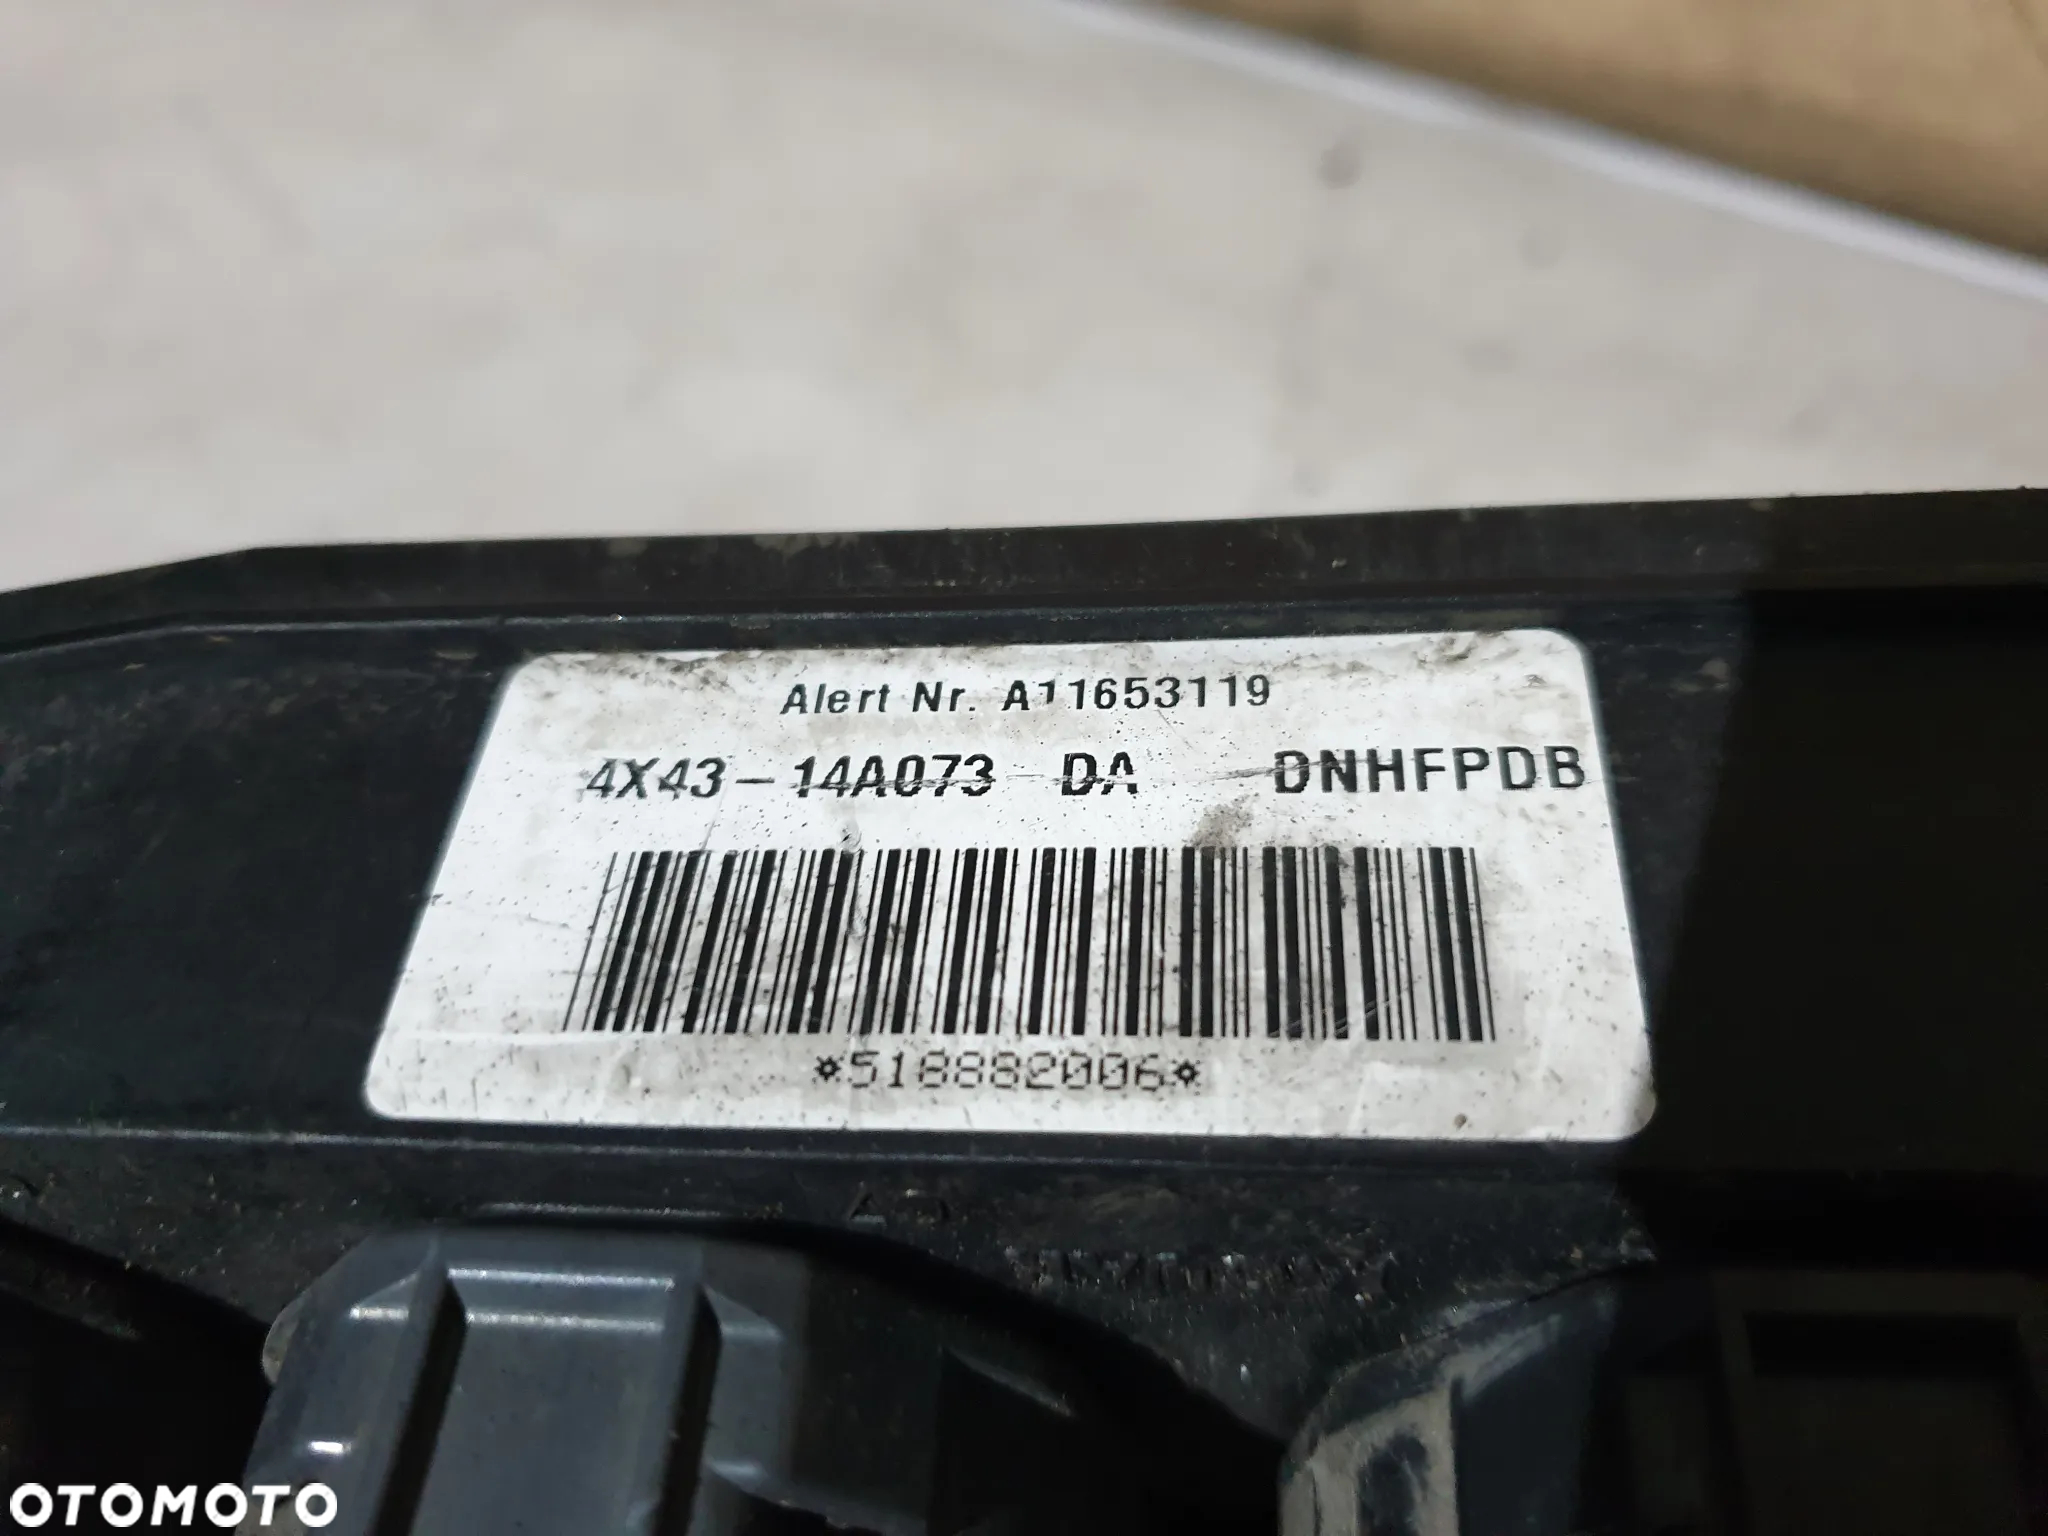 Alert Nr. A11653119
4X43-14A073-DA DNHFPDB
*518882006*
OTOMOTO